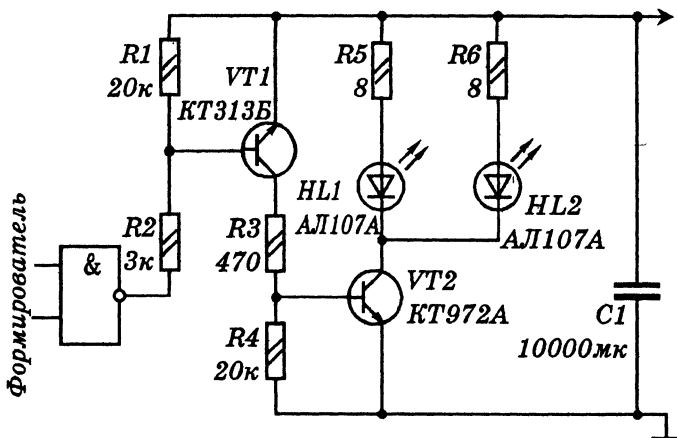 R1
20к
VT1
КТ313Б
R5
8
R6
8
HL1
АЛ107А
HL2
АЛ107А
R2
3к
R3
470
&
VT2
КТ972А
R4
20к
C1
10000мк
Формирователь